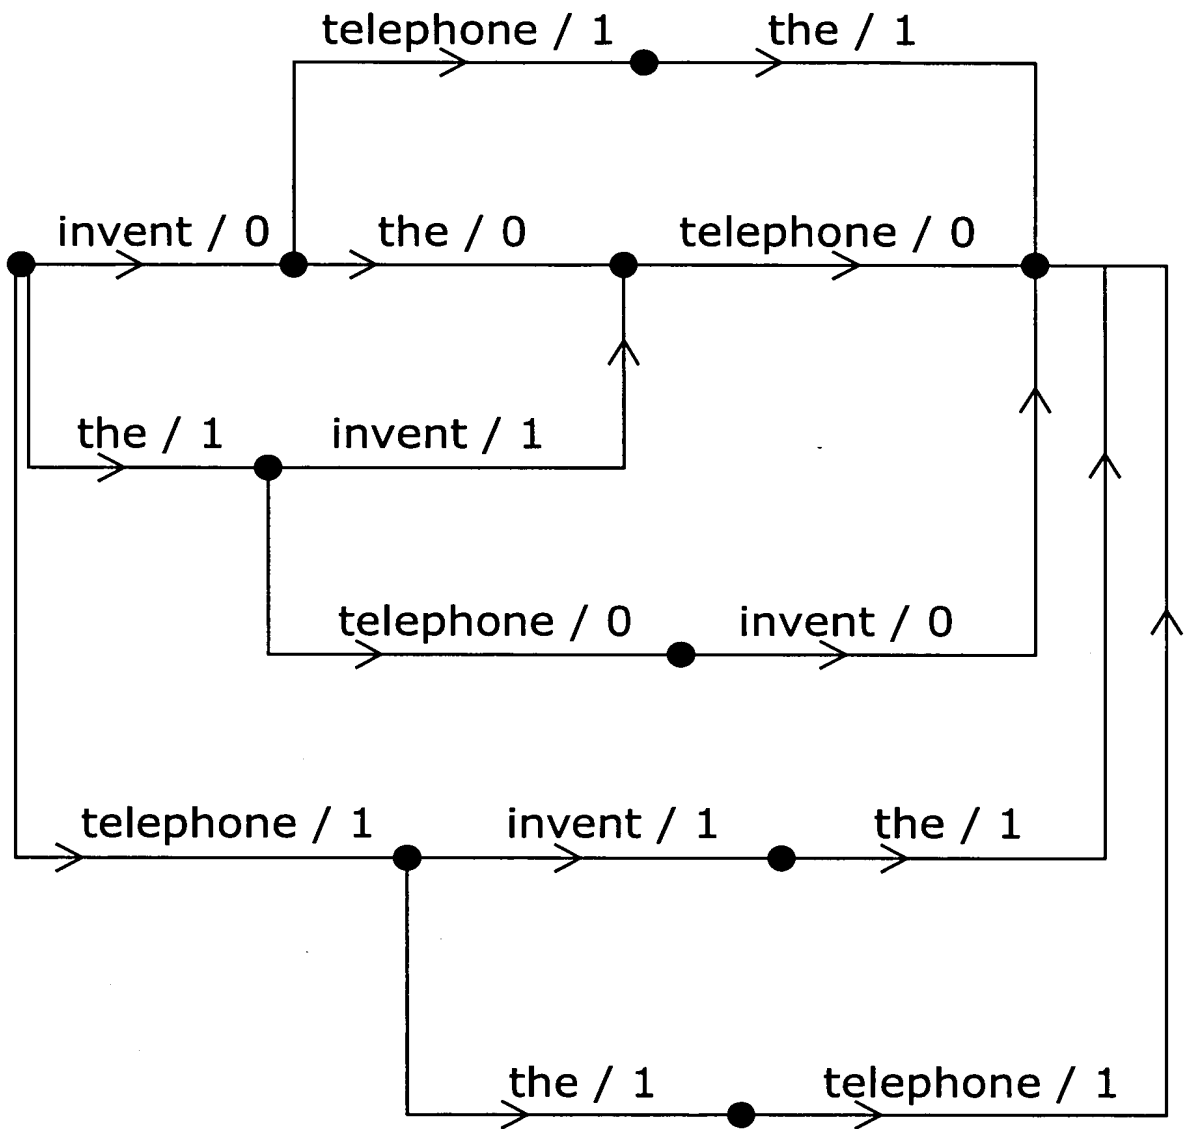 telephone / 1 the / 1
invent / 0 the / 0 telephone / 0
the / 1 invent / 1
telephone / 0 invent / 0
telephone / 1 invent / 1 the / 1
the / 1 telephone / 1